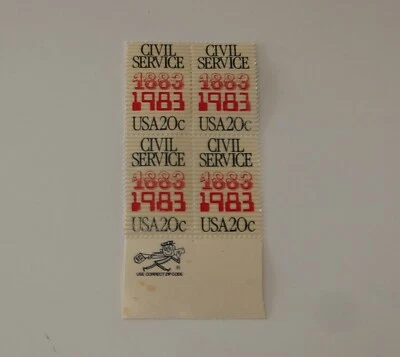 CIVIL CIVIL
SERVICE SERVICE
1883 1883
1983 1983
USA20c USA20c
CIVIL CIVIL
SERVICE SERVICE
1883 1883
1983 1983
USA20c USA20c
®
USE CORRECT ZIP CODE